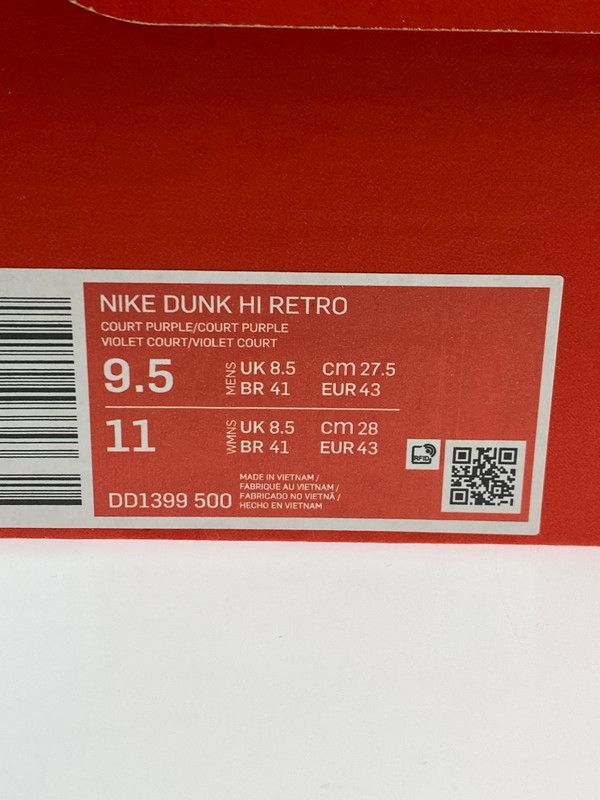 NIKE DUNK HI RETRO
COURT PURPLE/COURT PURPLE
VIOLET COURT/VIOLET COURT
9.5 MENS UK 8.5 cm 27.5
BR 41 EUR 43
11 WMNS UK 8.5 cm 28
BR 41 EUR 43
RFID
MADE IN VIETNAM /
FABRIQUE AU VIETNAM /
FABRICADO NO VIETNÃ /
HECHO EN VIETNAM
DD1399 500